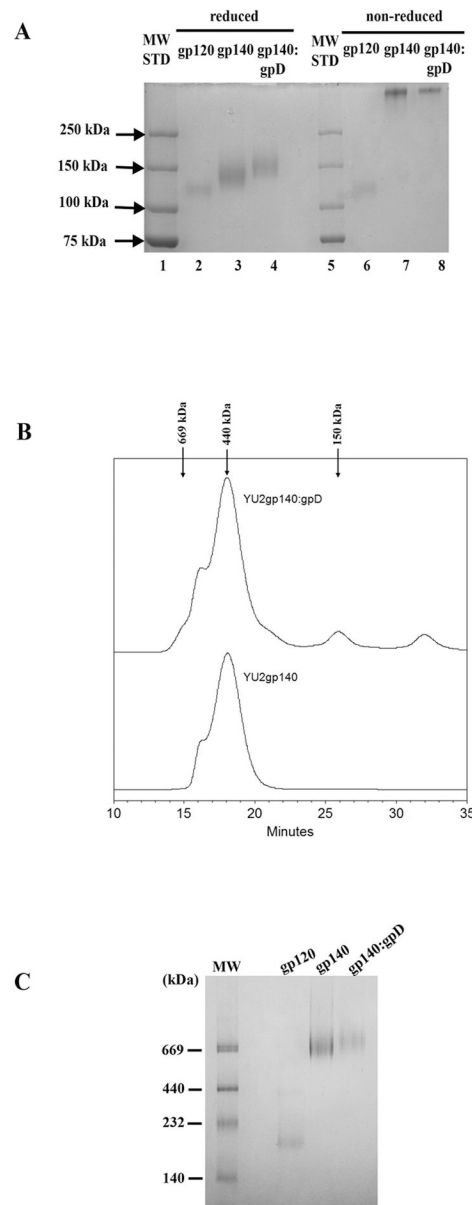 A
reduced
non-reduced
MW STD gp120 gp140 gp140:gpD MW STD gp120 gp140 gp140:gpD
250 kDa
150 kDa
100 kDa
75 kDa
1 2 3 4 5 6 7 8
B
669 kDa 440 kDa 150 kDa
YU2gp140:gpD
YU2gp140
10 15 20 25 30 35
Minutes
C
(kDa) MW gp120 gp140 gp140:gpD
669
440
232
140